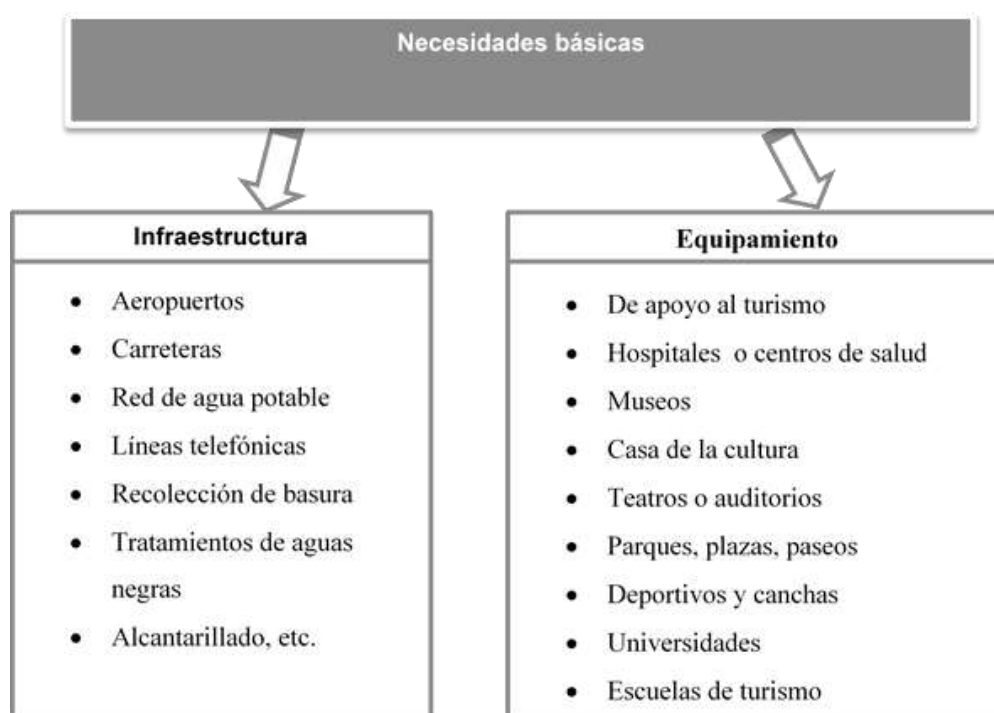 Necesidades básicas
Infraestructura
• Aeropuertos
• Carreteras
• Red de agua potable
• Líneas telefónicas
• Recolección de basura
• Tratamientos de aguas
negras
• Alcantarillado, etc.
Equipamiento
• De apoyo al turismo
• Hospitales o centros de salud
• Museos
• Casa de la cultura
• Teatros o auditorios
• Parques, plazas, paseos
• Deportivos y canchas
• Universidades
• Escuelas de turismo